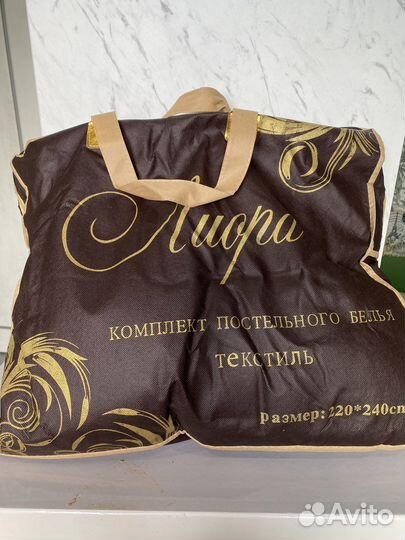 Лиора
КОМПЛЕКТ ПОСТЕЛЬНОГО БЕЛЬЯ
текстиль
Размер: 220*240cm
Avito